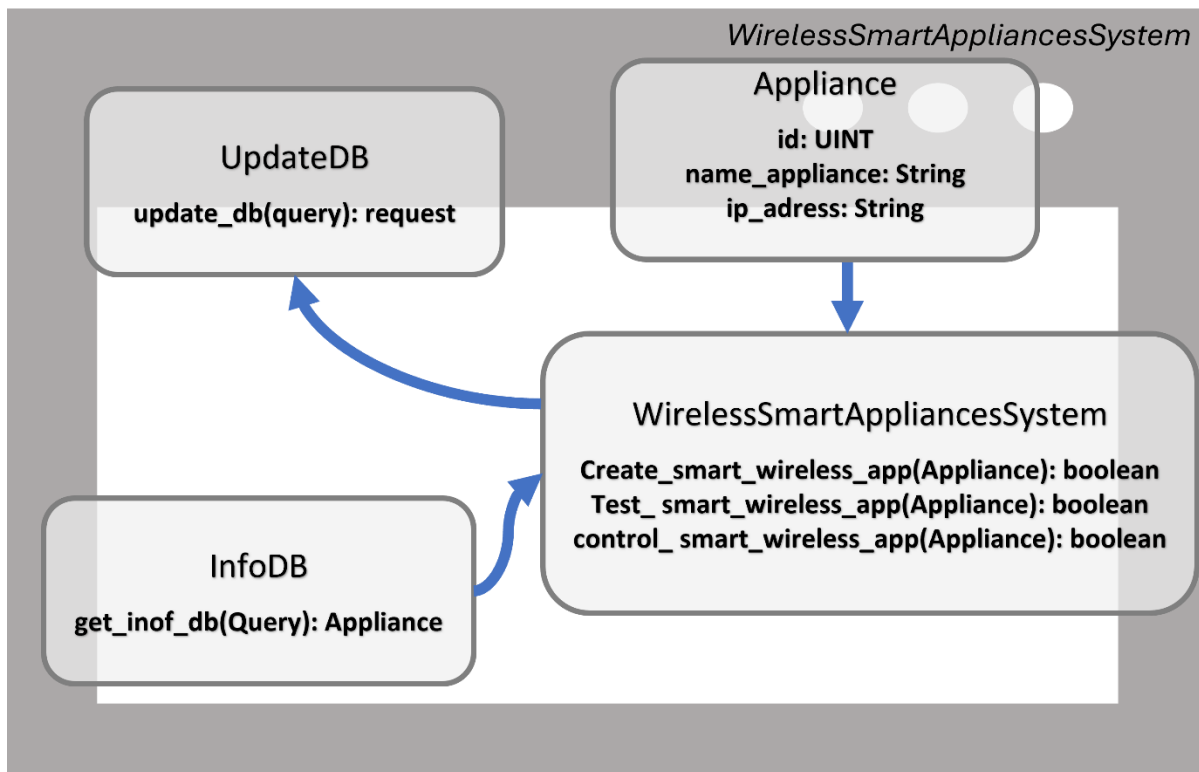 WirelessSmartAppliancesSystem
Appliance
id: UINT
name_appliance: String
ip_adress: String
UpdateDB
update_db(query): request
WirelessSmartAppliancesSystem
Create_smart_wireless_app(Appliance): boolean
Test_ smart_wireless_app(Appliance): boolean
control_ smart_wireless_app(Appliance): boolean
InfoDB
get_inof_db(Query): Appliance